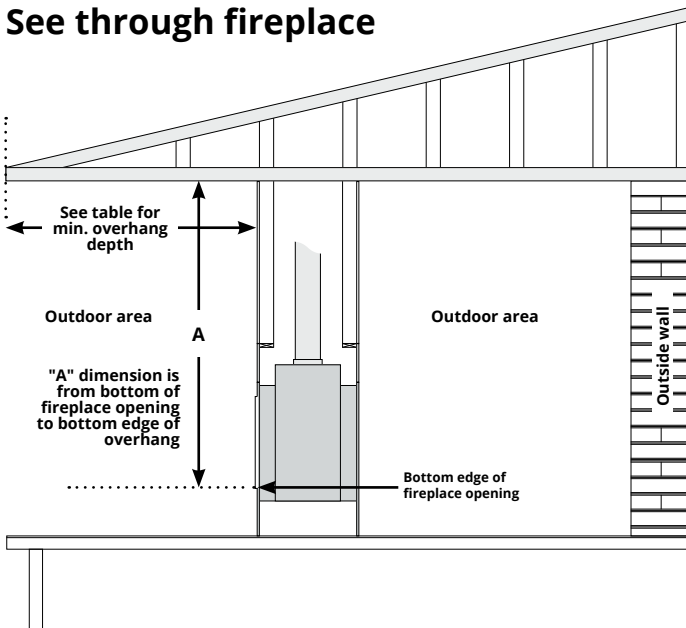 See through fireplace
See table for
min. overhang
depth
Outdoor area
A
Outdoor area
Outside wall
"A" dimension is
from bottom of
fireplace opening
to bottom edge of
overhang
Bottom edge of
fireplace opening